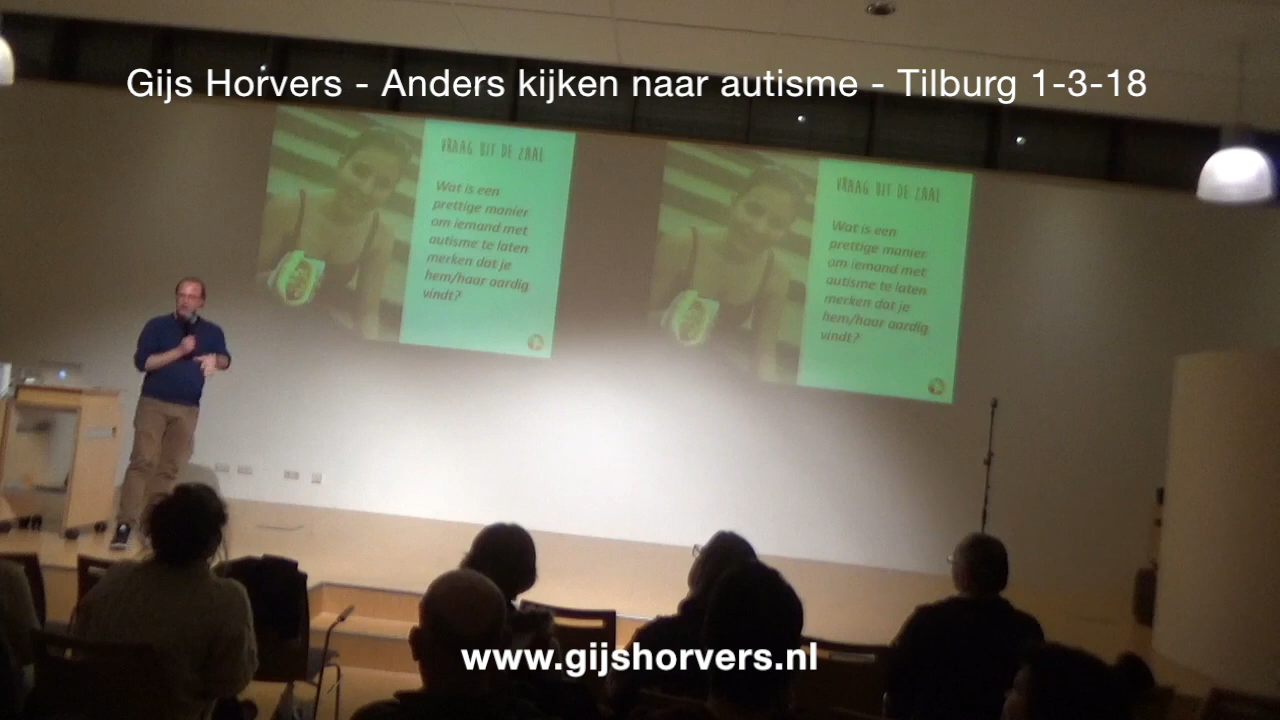 Gijs Horvers - Anders kijken naar autisme - Tilburg 1-3-18
VRAAG UIT DE ZAAL
Wat is een
prettige manier
om iemand met
autisme te laten
merken dat je
hem/haar aardig
vindt?
VRAAG UIT DE ZAAL
Wat is een
prettige manier
om iemand met
autisme te laten
merken dat je
hem/haar aardig
vindt?
www.gijshorvers.nl